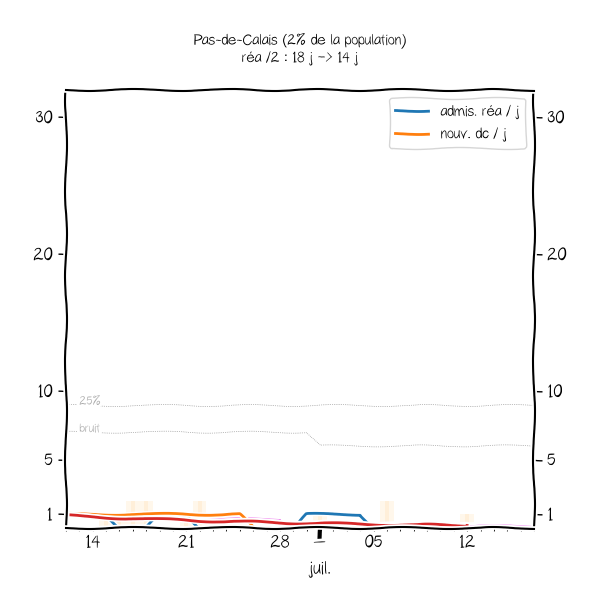 Pas-de-Calais (2% de la population)
réa /2 : 18 j -> 14 j
admis. réa / j
nouv. dc / j
30 30
20 20
10 10
25%
bruit
5 5
1 1
14 21 28 1 05 12
juil.